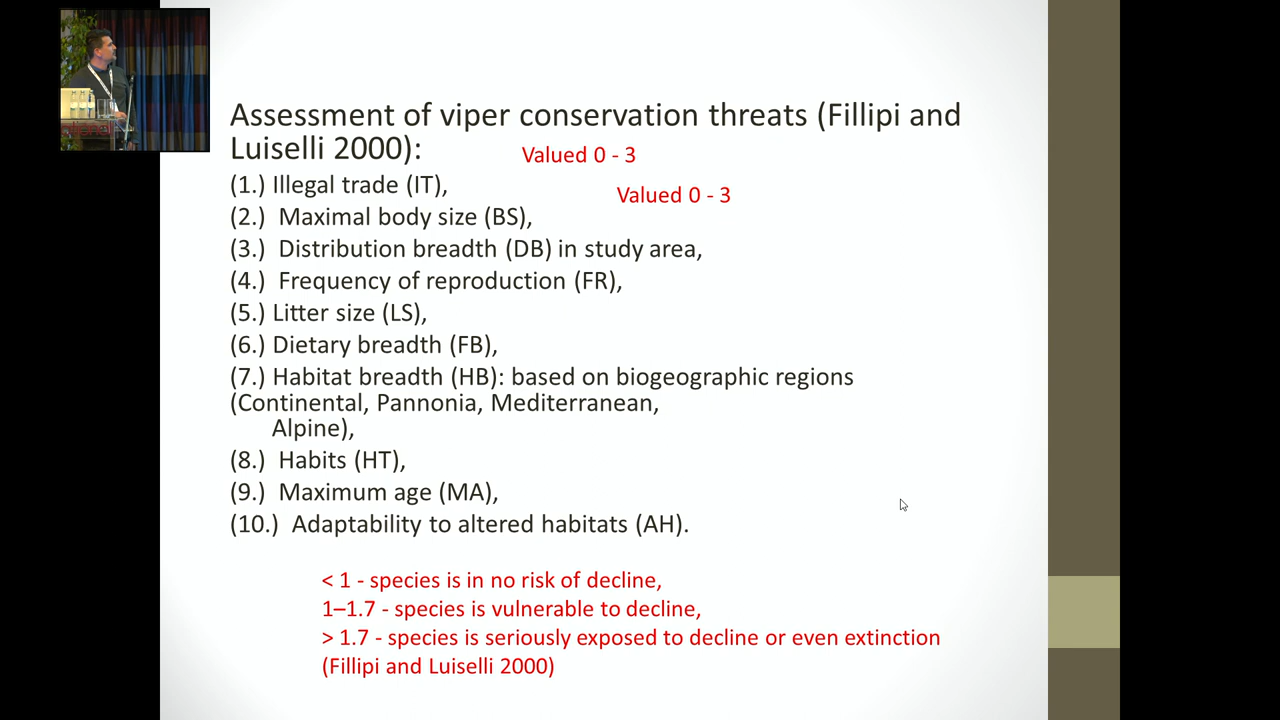 Assessment of viper conservation threats (Fillipi and
Luiselli 2000):
Valued 0 - 3
(1.) Illegal trade (IT),
Valued 0 - 3
(2.) Maximal body size (BS),
(3.) Distribution breadth (DB) in study area,
(4.) Frequency of reproduction (FR),
(5.) Litter size (LS),
(6.) Dietary breadth (FB),
(7.) Habitat breadth (HB): based on biogeographic regions
(Continental, Pannonia, Mediterranean,
Alpine),
(8.) Habits (HT),
(9.) Maximum age (MA),
(10.) Adaptability to altered habitats (AH).
< 1 - species is in no risk of decline,
1–1.7 - species is vulnerable to decline,
> 1.7 - species is seriously exposed to decline or even extinction
(Fillipi and Luiselli 2000)